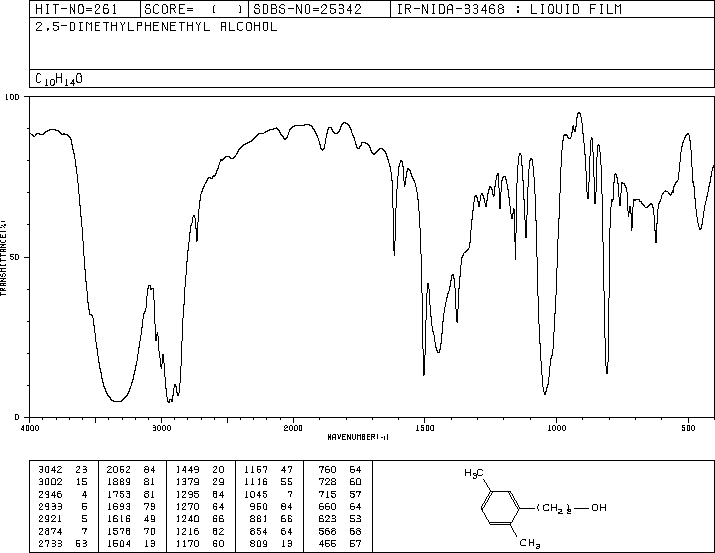 HIT-NO=261 SCORE= ( ) SDBS-NO=25342 IR-NIDA-33468 : LIQUID FILM
2,5-DIMETHYLPHENETHYL ALCOHOL
C10H14O
100
TRANSMITTANCE(%)
50
0
4000 3000 2000 1500 1000 500
WAVENUMBER(-1)
3042 23 2052 84 1449 20 1157 47 760 64
3002 15 1889 81 1379 29 1116 55 728 60
2946 4 1753 81 1295 64 1045 7 715 57
2933 5 1693 79 1270 64 950 84 660 64
2921 5 1616 49 1240 66 881 66 623 53
2874 7 1578 70 1216 62 854 64 568 68
2733 53 1504 13 1170 60 809 13 455 57
H3C
(CH2)2 OH
CH3